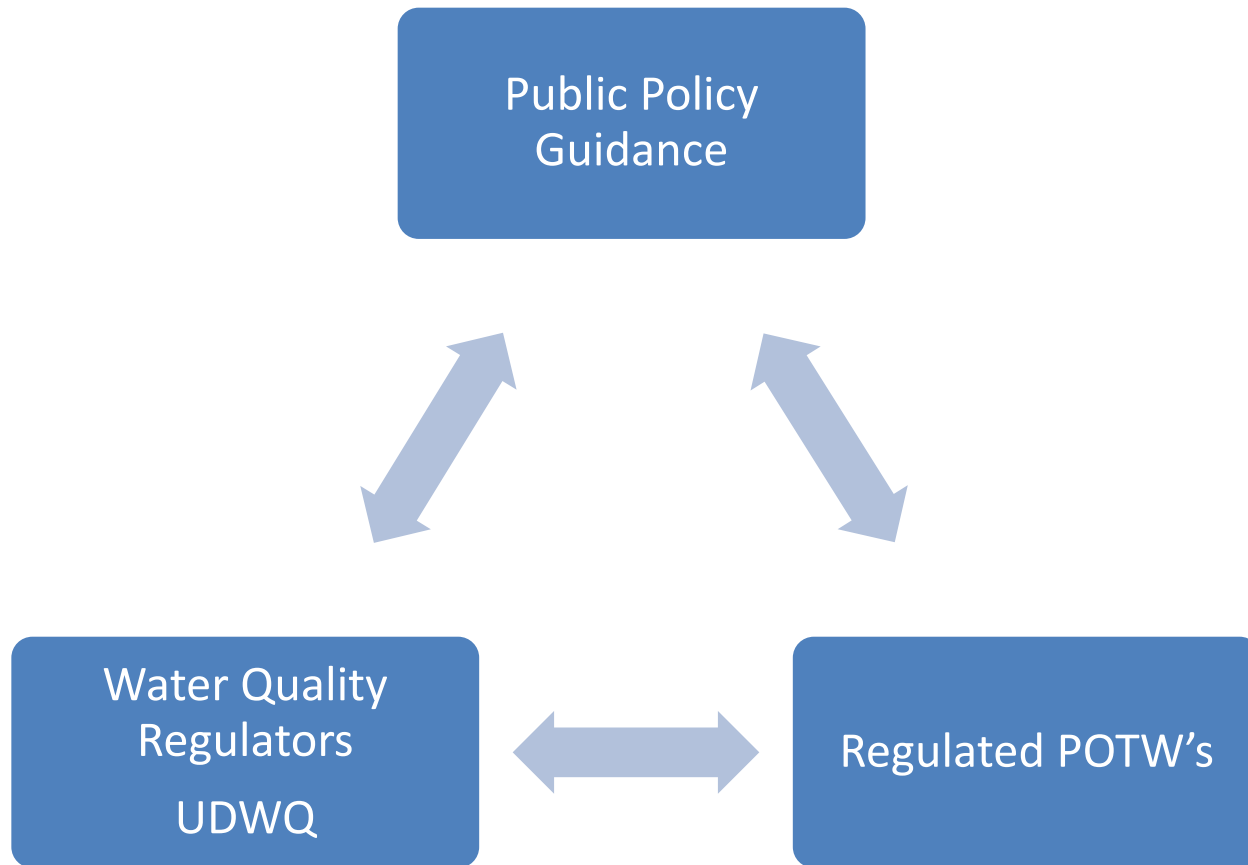 Public Policy
Guidance
Water Quality
Regulators
UDWQ
Regulated POTW’s